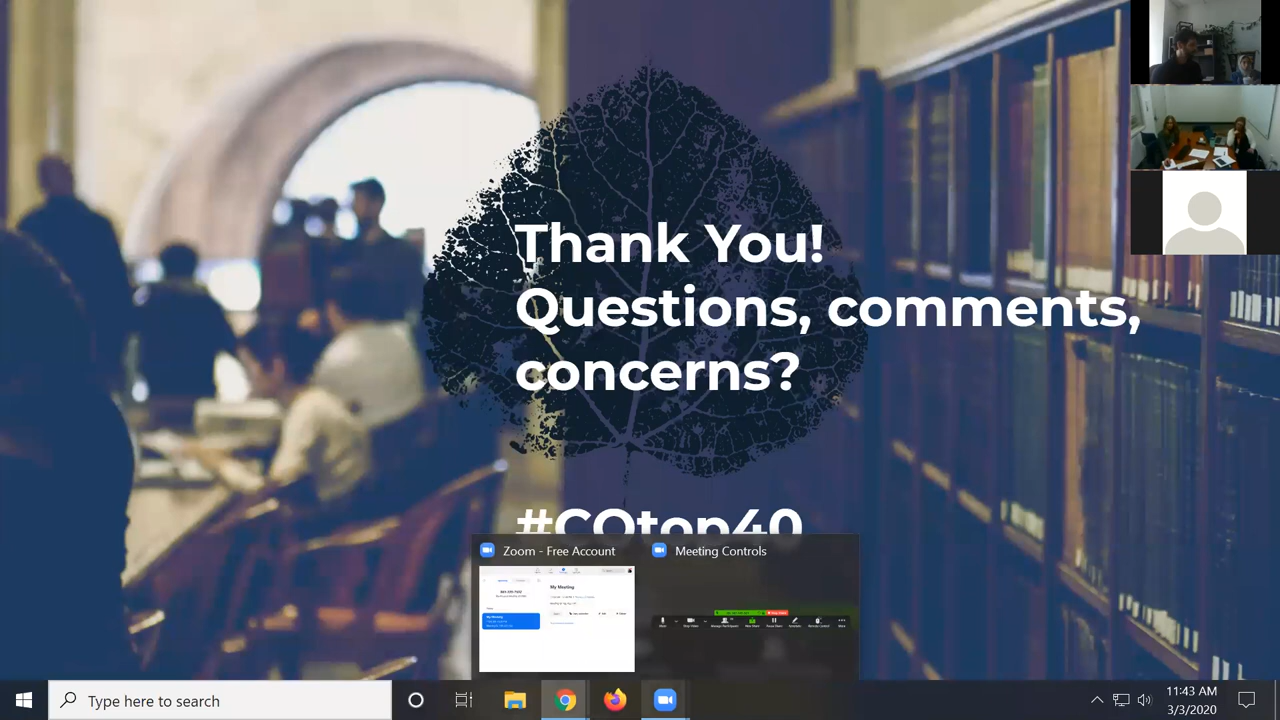 Thank You!
Questions, comments,
concerns?
#COtop40
Zoom - Free Account
Meeting Controls
My Meeting
Type here to search
11:43 AM
3/3/2020